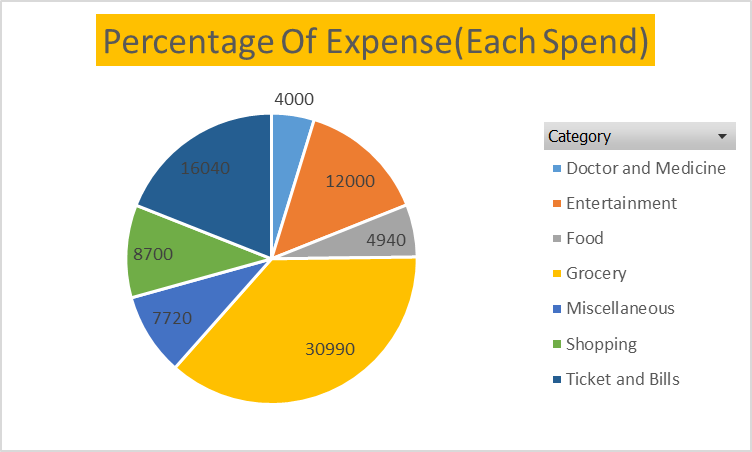 Percentage Of Expense(Each Spend)
4000
12000
4940
30990
7720
8700
16040
Category
Doctor and Medicine
Entertainment
Food
Grocery
Miscellaneous
Shopping
Ticket and Bills